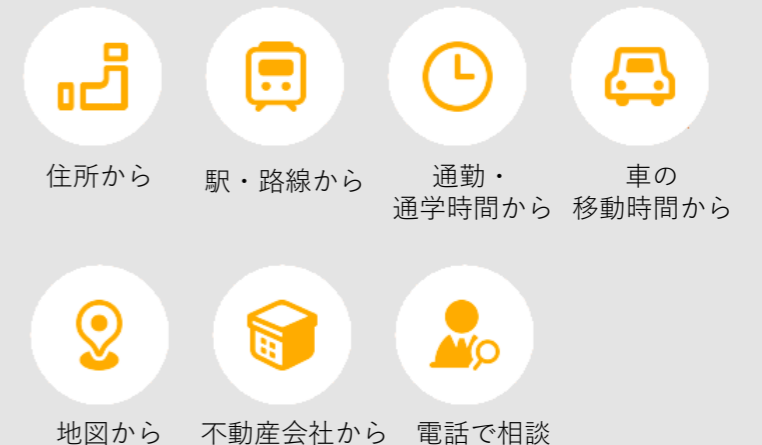 住所から
駅・路線から
通勤・
通学時間から
車の
移動時間から
地図から
不動産会社から
電話で相談